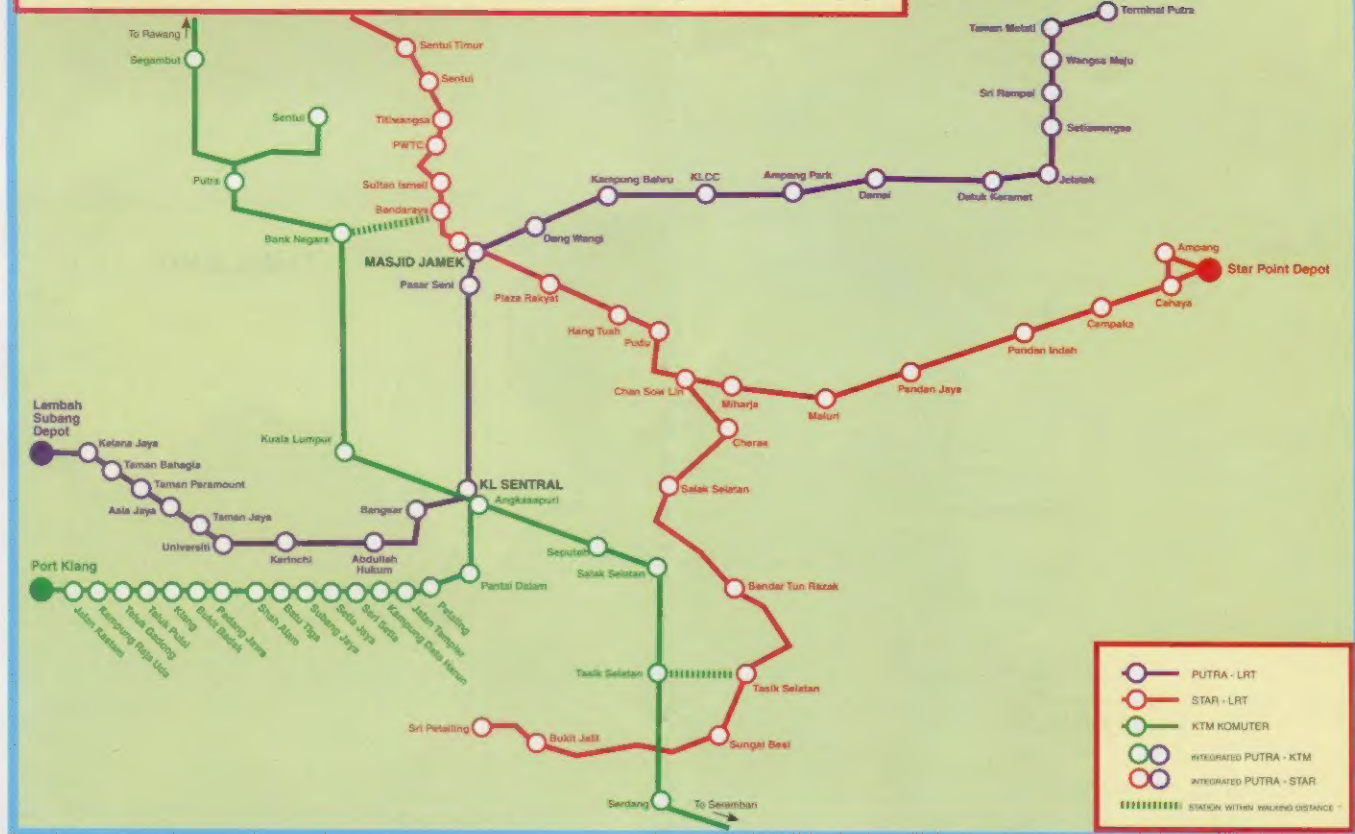 To Rawang
Segambut
Sentul
Putra
Bank Negara
Sentul Timur
Sentul
Titiwangsa
PWTC
Sultan Ismail
Bandaraya
MASJID JAMEK
Pasar Seni
Dang Wangi
Kampung Bahru
KLCC
Ampang Park
Damai
Datuk Keramat
Jelatek
Setiawangsa
Sri Rampai
Wangsa Maju
Taman Melati
Terminal Putra
Plaza Rakyat
Hang Tuah
Pudu
Chan Sow Lin
Miharja
Maluri
Pandan Jaya
Pandan Indah
Campaka
Cahaya
Ampang
Star Point Depot
Cheras
Salak Selatan
Bandar Tun Razak
Tasik Selatan
Sungai Besi
Bukit Jalil
Sri Petaling
Lembah
Subang
Depot
Kelana Jaya
Taman Bahagia
Taman Paramount
Asia Jaya
Taman Jaya
Universiti
Kerinchi
Abdullah
Hukum
Bangsar
KL SENTRAL
Kuala Lumpur
Angkasapuri
Seputeh
Salak Selatan
Tasik Selatan
Serdang
To Seremban
Port Klang
Jalan Kastam
Kampung Raja Uda
Teluk Gadong
Teluk Pulai
Klang
Bukit Badak
Padang Jawa
Shah Alam
Batu Tiga
Subang Jaya
Setia Jaya
Seri Setia
Kampung Dato Harun
Jalan Templer
Petaling
Pantai Dalam
PUTRA - LRT
STAR - LRT
KTM KOMUTER
INTEGRATED PUTRA - KTM
INTEGRATED PUTRA - STAR
STATION WITHIN WALKING DISTANCE